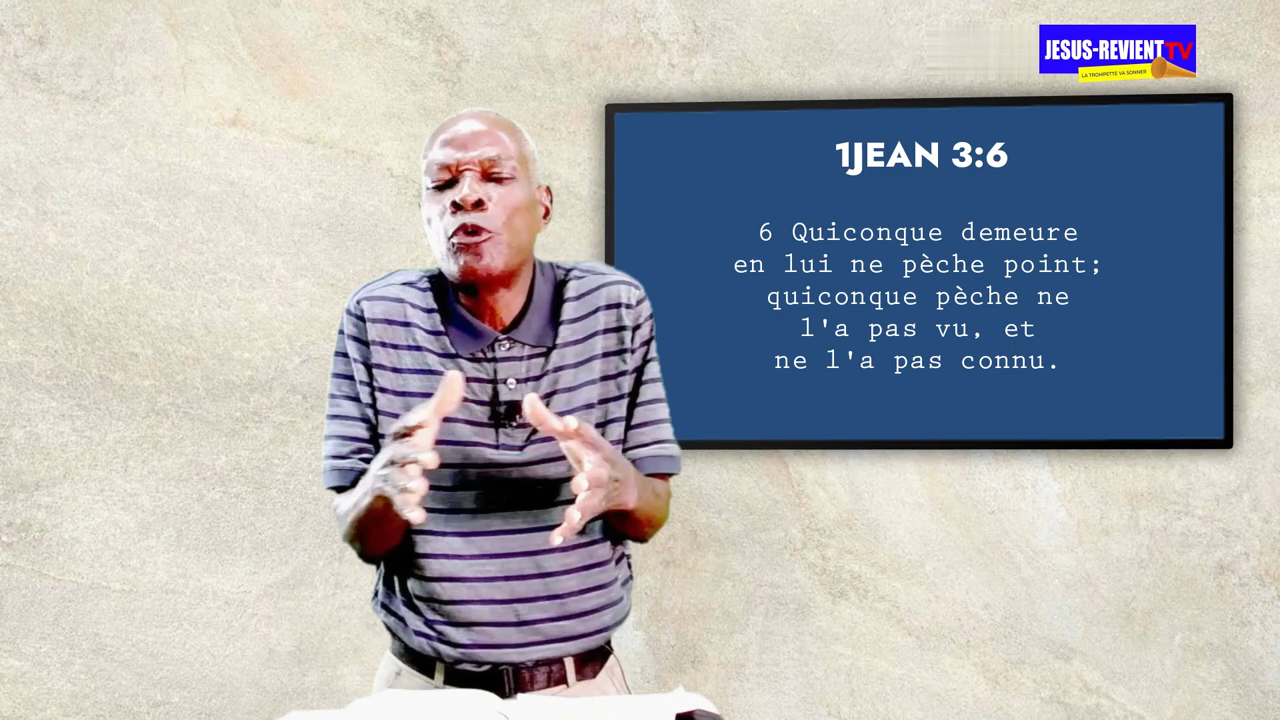 JESUS-REVIENT TV
LA TROMPETTE VA SONNER
1JEAN 3:6
6 Quiconque demeure
en lui ne pèche point;
quiconque pèche ne
l'a pas vu, et
ne l'a pas connu.